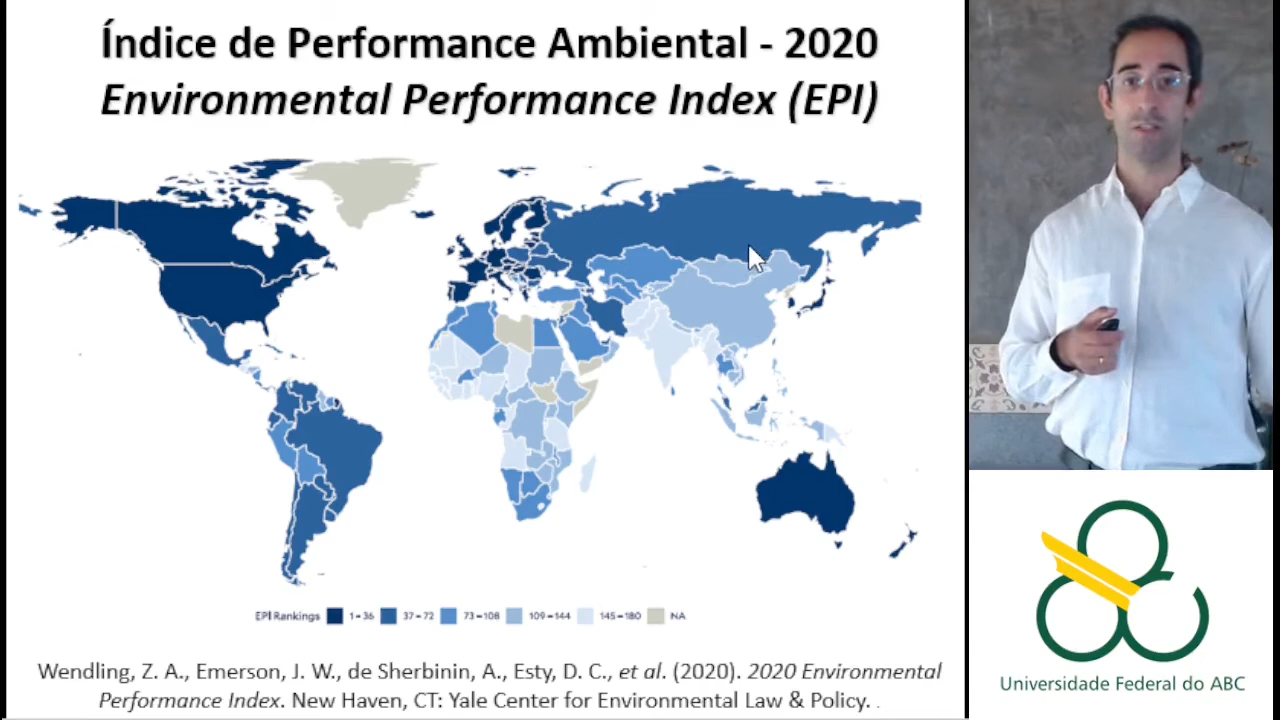 Índice de Performance Ambiental - 2020
Environmental Performance Index (EPI)
EPI Rankings 1-36 37-72 73-108 109-144 145-180 NA
Wendling, Z. A., Emerson, J. W., de Sherbinin, A., Esty, D. C., et al. (2020). 2020 Environmental
Performance Index. New Haven, CT: Yale Center for Environmental Law & Policy. .
Universidade Federal do ABC